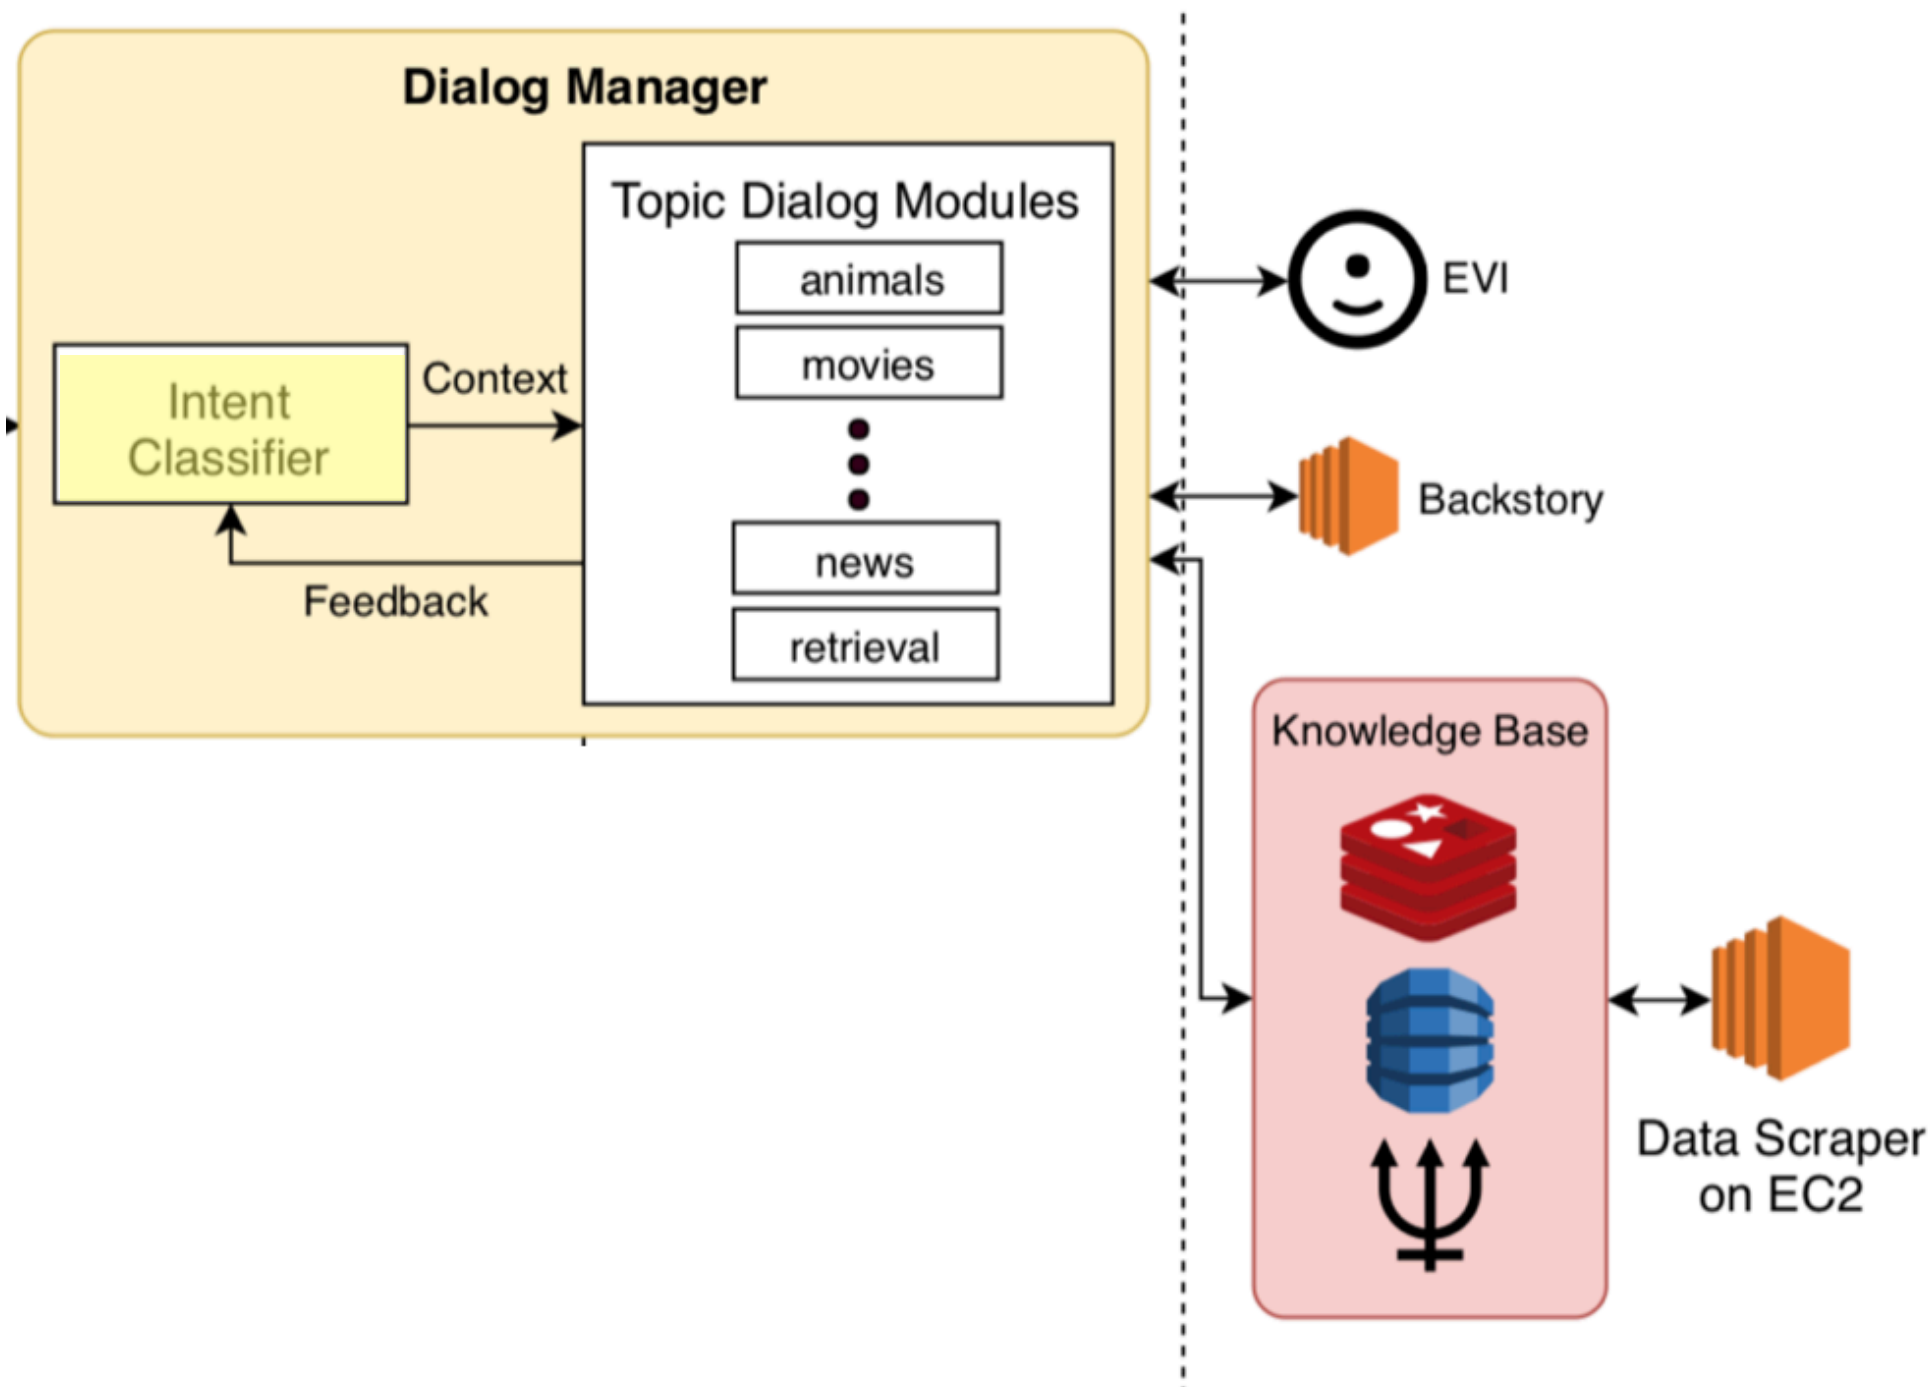 Dialog Manager
Topic Dialog Modules
animals
movies
news
retrieval
Intent
Classifier
Context
Feedback
EVI
Backstory
Knowledge Base
Data Scraper
on EC2